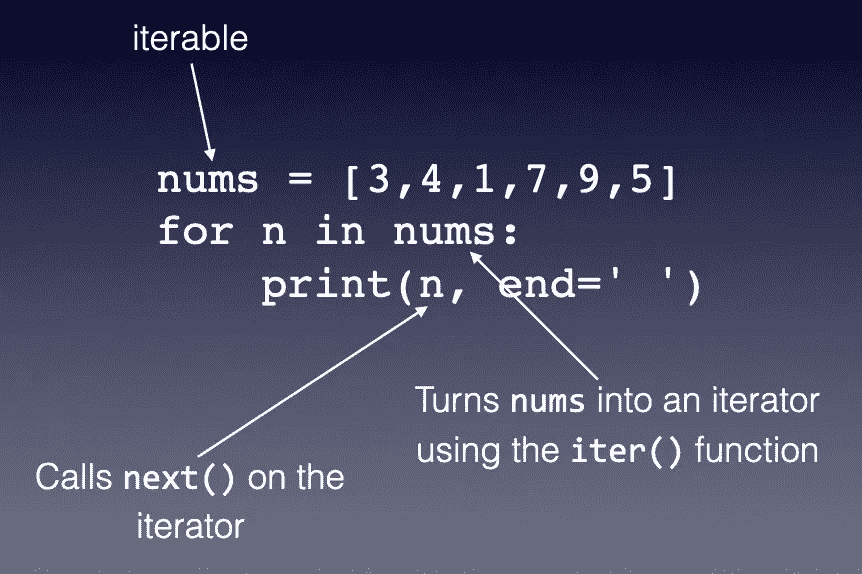 iterable
nums = [3,4,1,7,9,5]
for n in nums:
    print(n, end=' ')
Turns nums into an iterator
using the iter() function
Calls next() on the
iterator